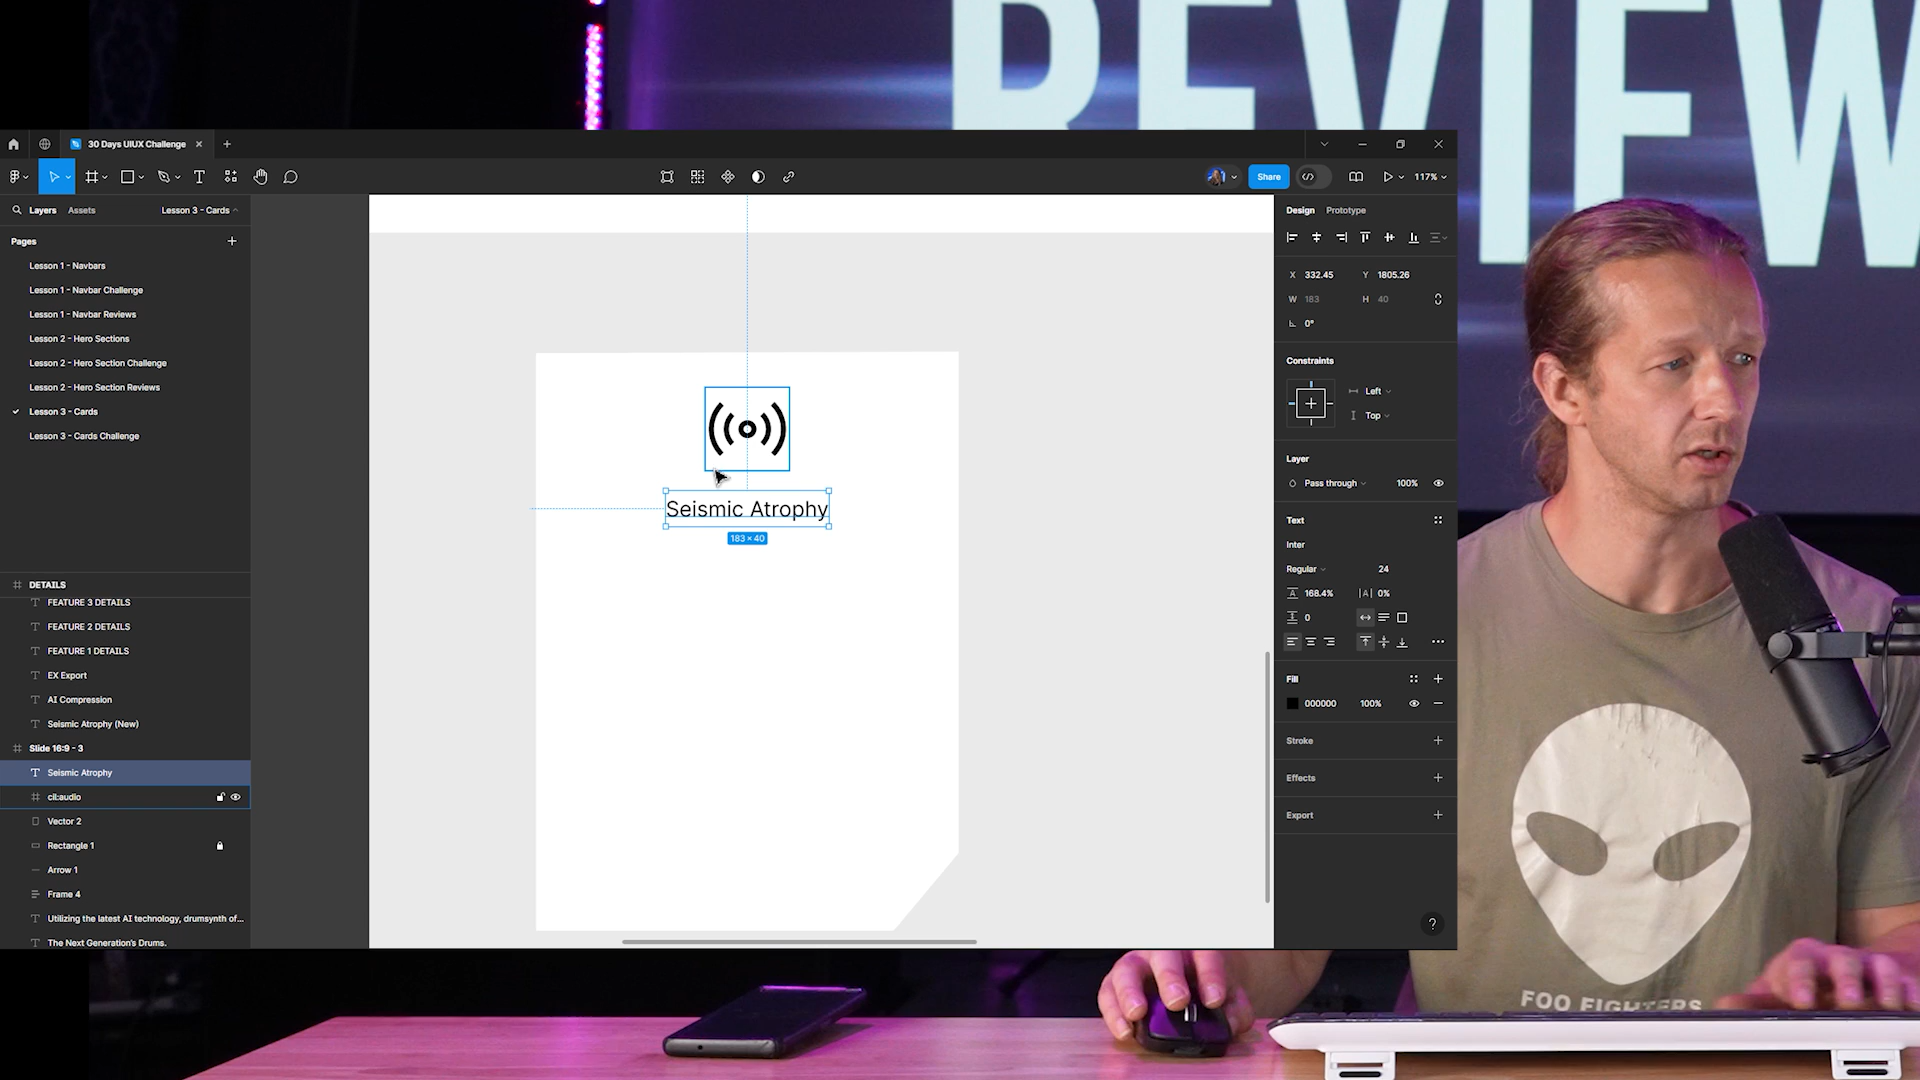 REVIEW
30 Days UIUX Challenge
Share
117%
Layers
Assets
Lesson 3 - Cards
Pages
Lesson 1 - Navbars
Lesson 1 - Navbar Challenge
Lesson 1 - Navbar Reviews
Lesson 2 - Hero Sections
Lesson 2 - Hero Section Challenge
Lesson 2 - Hero Section Reviews
Lesson 3 - Cards
Lesson 3 - Cards Challenge
DETAILS
FEATURE 3 DETAILS
FEATURE 2 DETAILS
FEATURE 1 DETAILS
EX Export
AI Compression
Seismic Atrophy (New)
Slide 16:9 - 3
Seismic Atrophy
cil:audio
Vector 2
Rectangle 1
Arrow 1
Frame 4
Utilizing the latest AI technology, drumsynth of...
The Next Generation's Drums.
Seismic Atrophy
183 × 40
Design
Prototype
X 332.45 Y 1805.26
W 183 H 40
0°
Constraints
Left
Top
Layer
Pass through 100%
Text
Inter
Regular 24
168.4% |A| 0%
0
Fill
000000 100%
Stroke
Effects
Export
?
FOO FIGHTERS